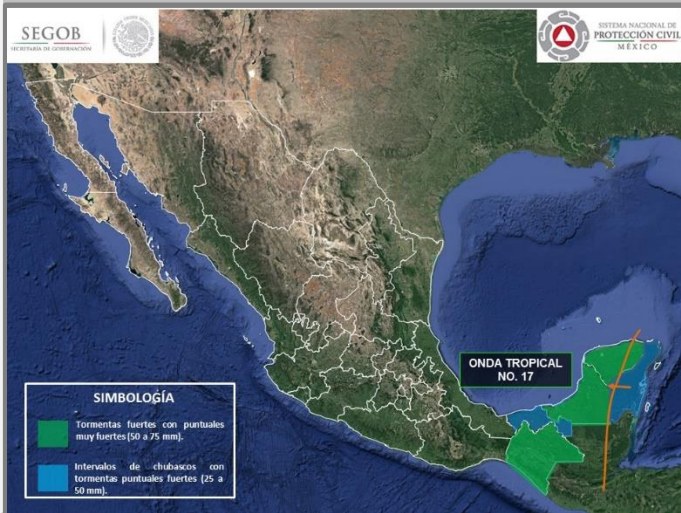 SEGOB
SECRETARÍA DE GOBERNACIÓN
SISTEMA NACIONAL DE
PROTECCIÓN CIVIL
MÉXICO
ONDA TROPICAL
NO. 17
SIMBOLOGÍA
Tormentas fuertes con puntuales
muy fuertes (50 a 75 mm).
Intervalos de chubascos con
tormentas puntuales fuertes (25 a
50 mm).